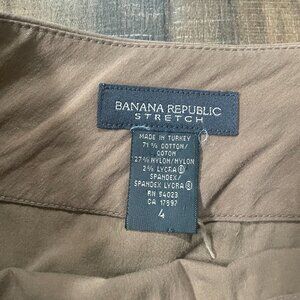 BANANA REPUBLIC
STRETCH
MADE IN TURKEY
71% COTTON/
COTON
27% NYLON/NYLON
2% LYCRA®
SPANDEX/
SPANDEX LYCRA®
RN 54023
CA 17897
4